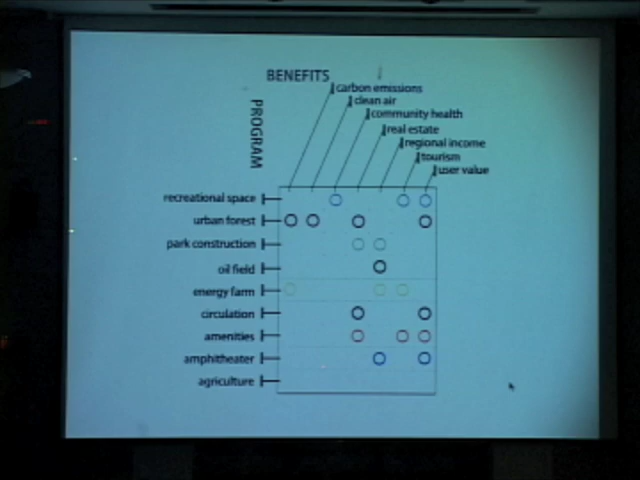 BENEFITS
carbon emissions
clean air
community health
real estate
regional income
tourism
user value
PROGRAM
recreational space
urban forest
park construction
oil field
energy farm
circulation
amenities
amphitheater
agriculture